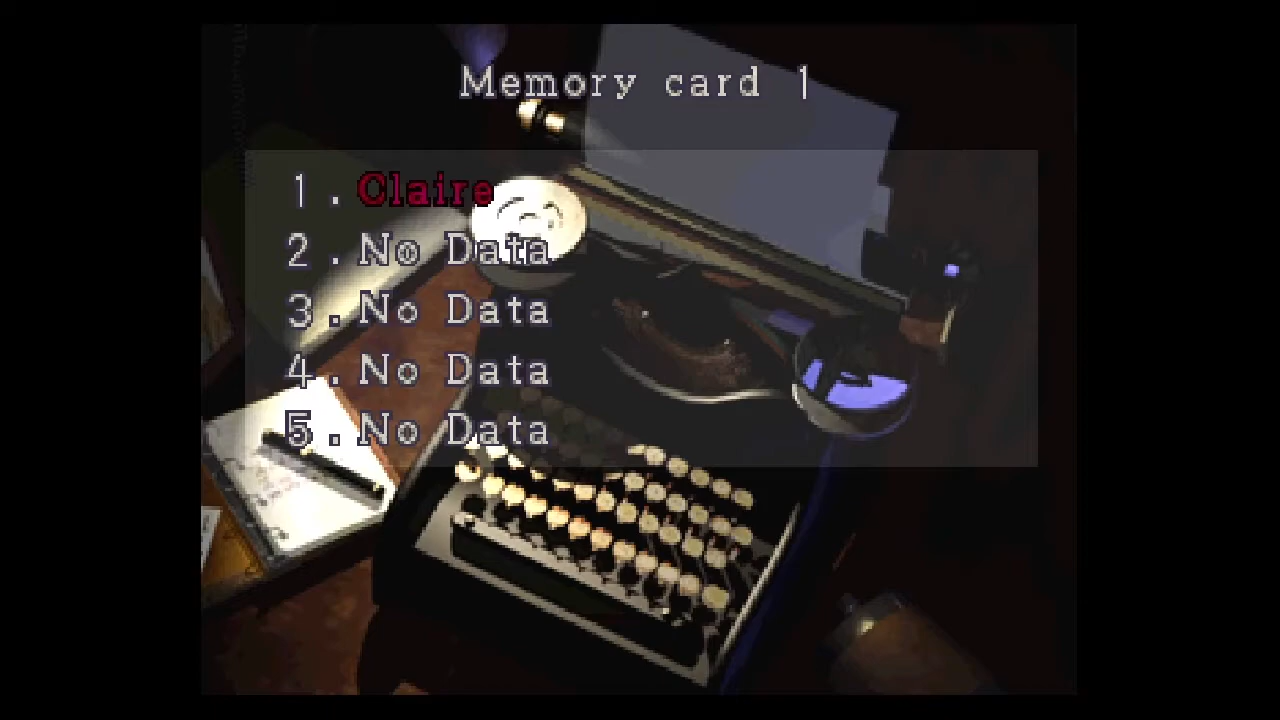 Memory card 1
1. Claire
2. No Data
3. No Data
4. No Data
5. No Data